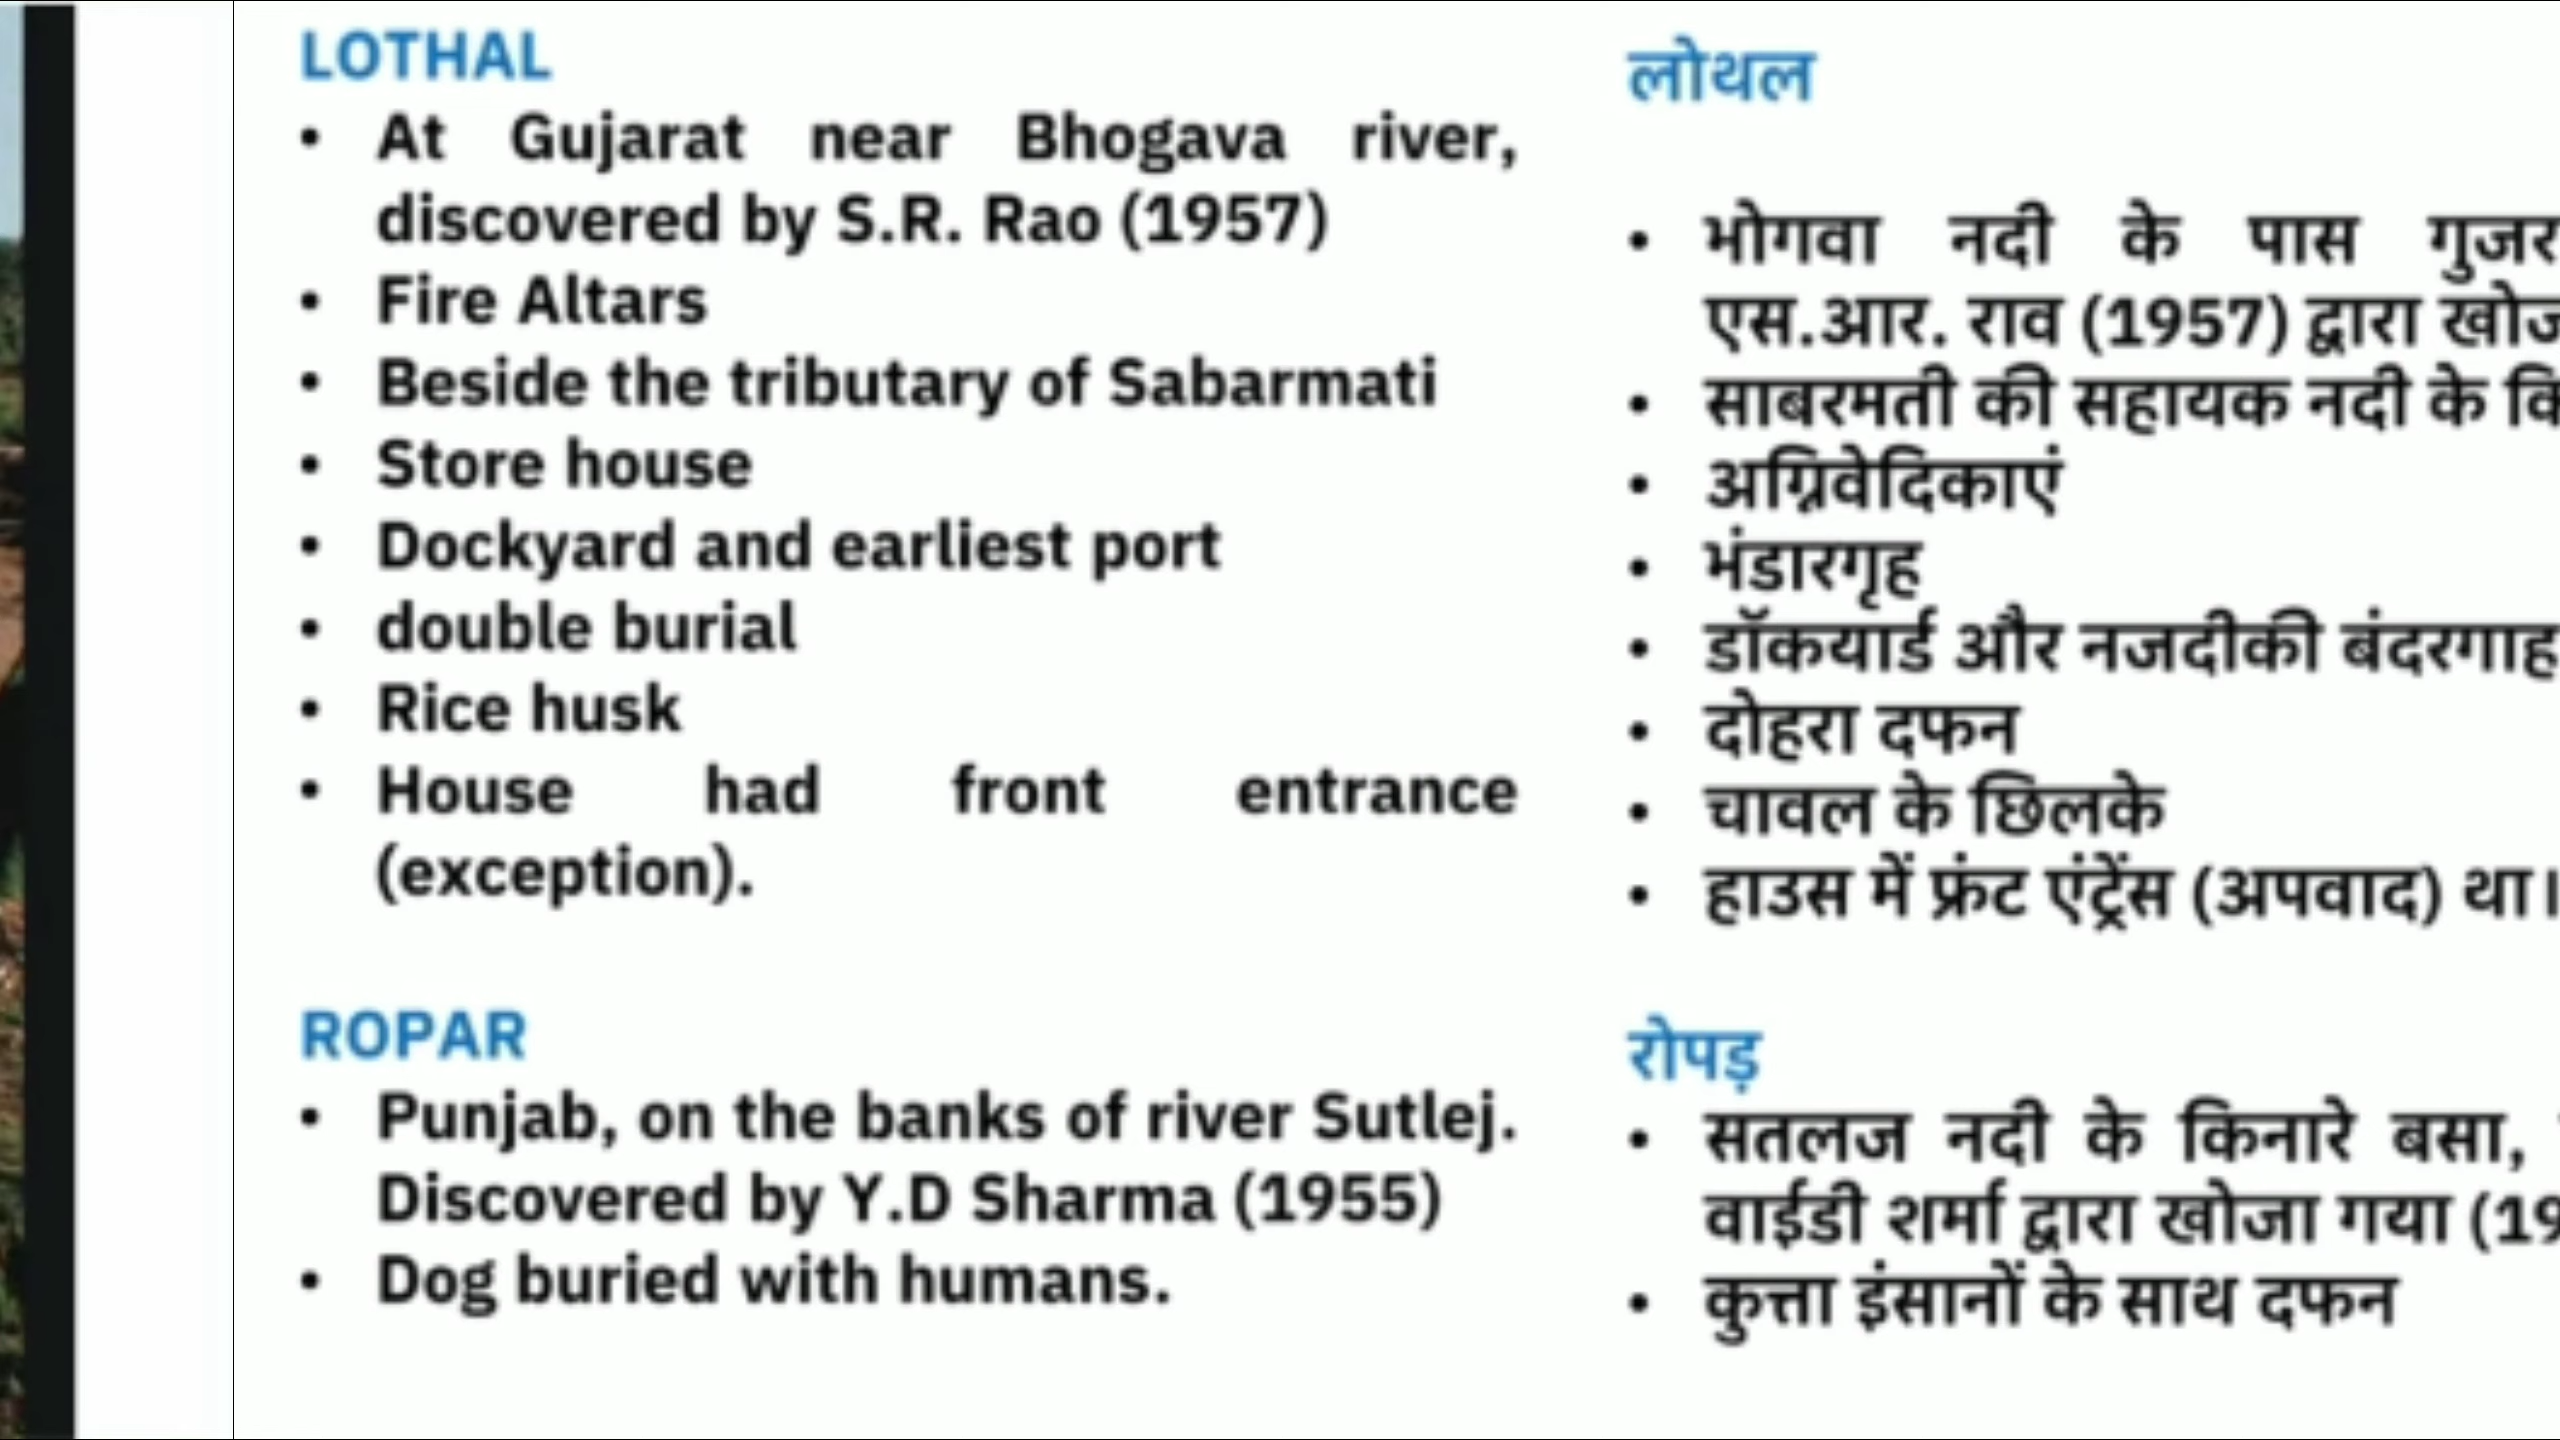 LOTHAL
• At Gujarat near Bhogava river,
discovered by S.R. Rao (1957)
• Fire Altars
• Beside the tributary of Sabarmati
• Store house
• Dockyard and earliest port
• double burial
• Rice husk
• House had front entrance
(exception).
ROPAR
• Punjab, on the banks of river Sutlej.
Discovered by Y.D Sharma (1955)
• Dog buried with humans.
लोथल
• भोगवा नदी के पास
एस.आर. राव (1957) द्वारा
• साबरमती की सहायक नदी के
• अग्निवेदिकाएं
• भंडारगृह
• डॉकयार्ड और नजदीकी बंदरगाह
• दोहरा दफन
• चावल के छिलके
• हाउस में फ्रंट एंट्रेंस (अपवाद) था।
रोपड़
• सतलज नदी के किनारे बसा,
वाईडी शर्मा द्वारा खोजा गया
• कुत्ता इंसानों के साथ दफन